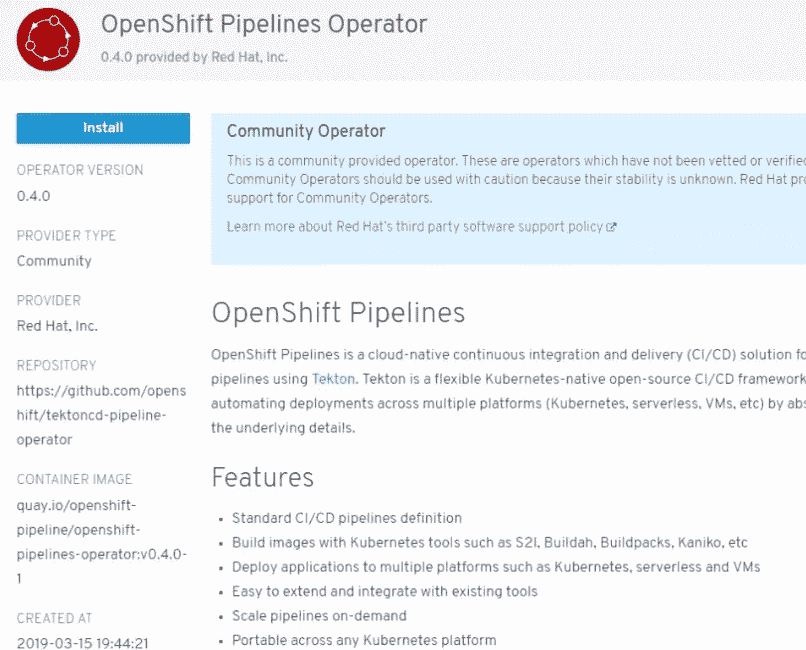 OpenShift Pipelines Operator
0.4.0 provided by Red Hat, Inc.
Install
OPERATOR VERSION
0.4.0
PROVIDER TYPE
Community
PROVIDER
Red Hat, Inc.
REPOSITORY
https://github.com/opens
hift/tektoncd-pipeline-
operator
CONTAINER IMAGE
quay.io/openshift-
pipeline/openshift-
pipelines-operator:v0.4.0-
1
CREATED AT
2019-03-15 19:44:21
Community Operator
This is a community provided operator. These are operators which have not been vetted or verified
Community Operators should be used with caution because their stability is unknown. Red Hat pr
support for Community Operators.
Learn more about Red Hat's third party software support policy
OpenShift Pipelines
OpenShift Pipelines is a cloud-native continuous integration and delivery (CI/CD) solution fo
pipelines using Tekton. Tekton is a flexible Kubernetes-native open-source CI/CD framework
automating deployments across multiple platforms (Kubernetes, serverless, VMs, etc) by abs
the underlying details.
Features
• Standard CI/CD pipelines definition
• Build images with Kubernetes tools such as S2I, Buildah, Buildpacks, Kaniko, etc
• Deploy applications to multiple platforms such as Kubernetes, serverless and VMs
• Easy to extend and integrate with existing tools
• Scale pipelines on-demand
• Portable across any Kubernetes platform